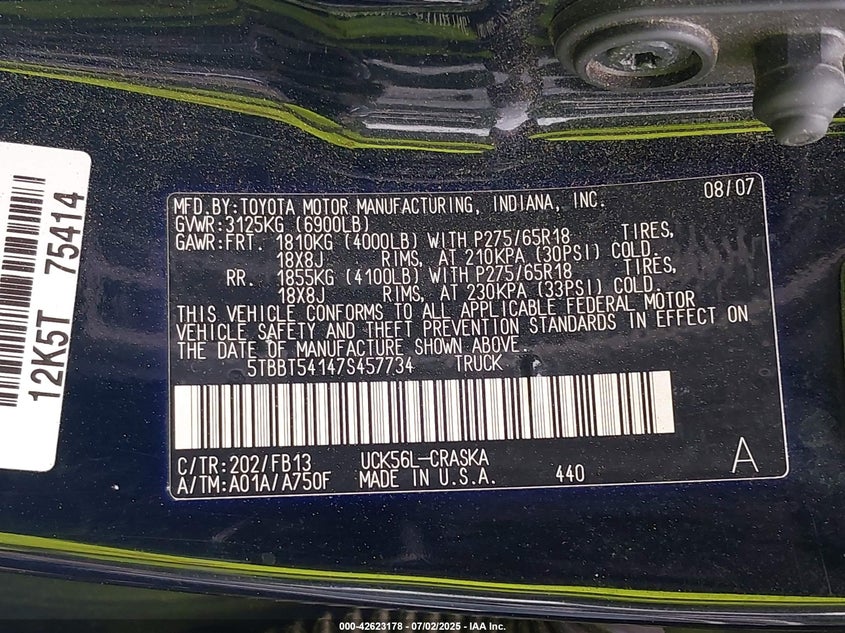 MFD.BY:TOYOTA MOTOR MANUFACTURING, INDIANA, INC. 08/07
GVWR:3125KG (6900LB)
GAWR:FRT. 1810KG (4000LB) WITH P275/65R18 TIRES,
18X8J RIMS, AT 210KPA (30PSI) COLD.
RR. 1855KG (4100LB) WITH P275/65R18 TIRES,
18X8J RIMS, AT 230KPA (33PSI) COLD.
THIS VEHICLE CONFORMS TO ALL APPLICABLE FEDERAL MOTOR
VEHICLE SAFETY AND THEFT PREVENTION STANDARDS IN EFFECT ON
THE DATE OF MANUFACTURE SHOWN ABOVE.
5TBBT54147S457734 TRUCK
C/TR:202/FB13 UCK56L-CRASKA
A/TM:A01A/A750F MADE IN U.S.A. 440 A
12K5T 75414
000-42623178 - 07/02/2025 - IAA Inc.